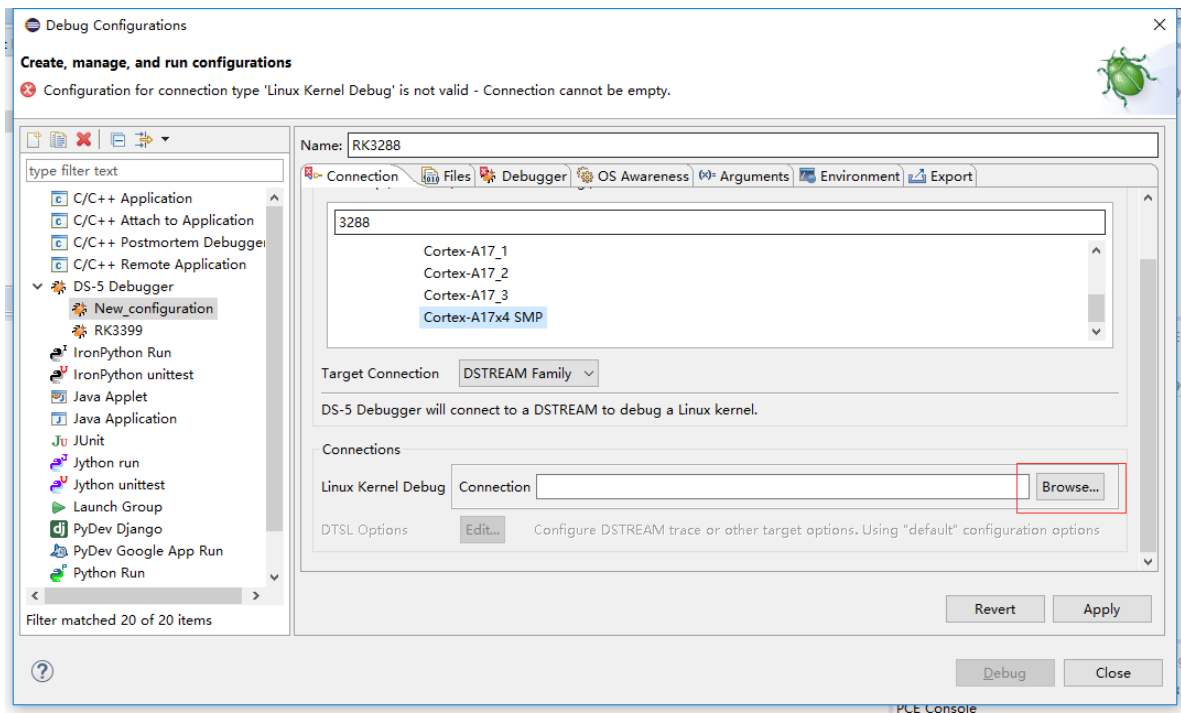 Debug Configurations
Create, manage, and run configurations
Configuration for connection type 'Linux Kernel Debug' is not valid - Connection cannot be empty.
type filter text
C/C++ Application
C/C++ Attach to Application
C/C++ Postmortem Debugger
C/C++ Remote Application
DS-5 Debugger
New_configuration
RK3399
IronPython Run
IronPython unittest
Java Applet
Java Application
JUnit
Jython run
Jython unittest
Launch Group
PyDev Django
PyDev Google App Run
Python Run
Filter matched 20 of 20 items
Name: RK3288
Connection Files Debugger OS Awareness Arguments Environment Export
3288
Cortex-A17_1
Cortex-A17_2
Cortex-A17_3
Cortex-A17x4 SMP
Target Connection DSTREAM Family
DS-5 Debugger will connect to a DSTREAM to debug a Linux kernel.
Connections
Linux Kernel Debug Connection Browse...
DTSL Options Edit... Configure DSTREAM trace or other target options. Using "default" configuration options
Revert Apply
Debug Close
PCE Console